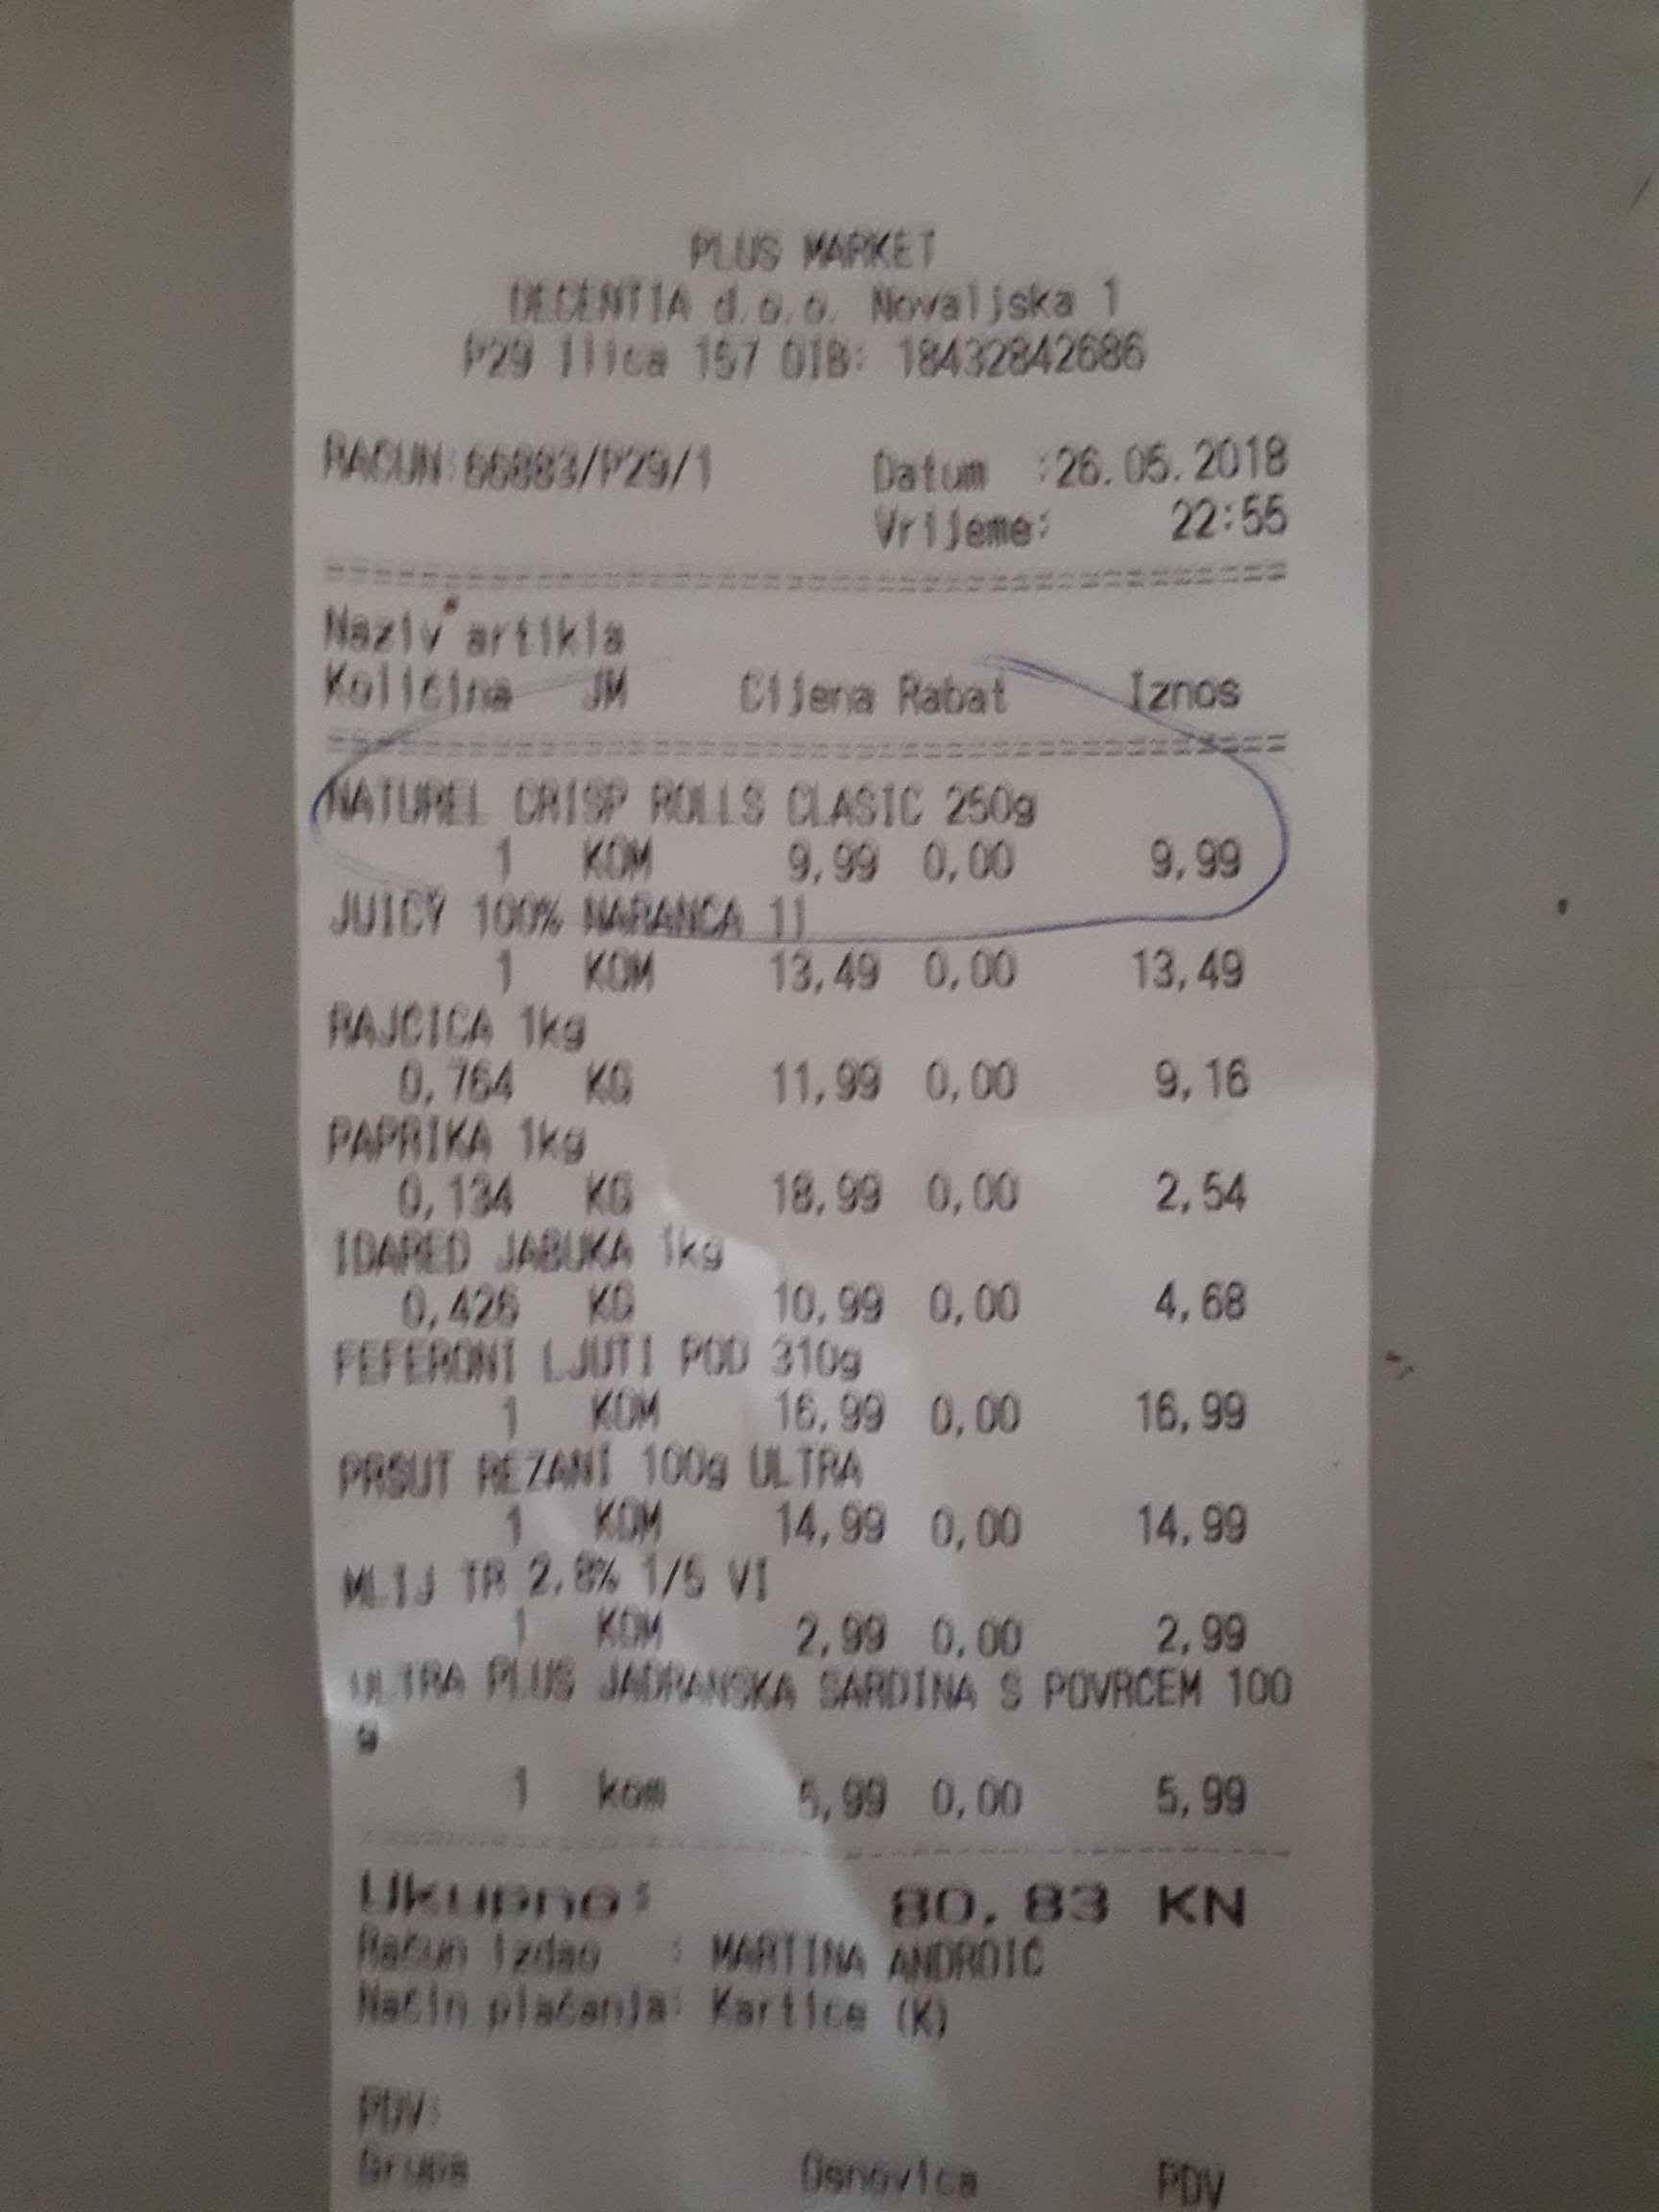 PLUS MARKET
DECENTIA d.o.o. Novaljska 1
P29 Ilica 157 OIB: 18432842686
RAČUN:66883/P29/1 Datum :26.05.2018
Vrijeme: 22:55
Naziv artikla
Količina JM Cijena Rabat Iznos
NATUREL CRISP ROLLS CLASIC 250g
1 KOM 9,99 0,00 9,99
JUICY 100% NARANCA 1l
1 KOM 13,49 0,00 13,49
RAJCICA 1kg
0,764 KG 11,99 0,00 9,16
PAPRIKA 1kg
0,134 KG 18,99 0,00 2,54
IDARED JABUKA 1kg
0,426 KG 10,99 0,00 4,68
FEFERONI LJUTI POD 310g
1 KOM 16,99 0,00 16,99
PRŠUT REZANI 100g ULTRA
1 KOM 14,99 0,00 14,99
MLIJ TR 2,8% 1/5 VI
1 KOM 2,99 0,00 2,99
ULTRA PLUS JADRANSKA SARDINA S POVRĆEM 100
g
1 kom 5,99 0,00 5,99
Ukupno: 80,83 KN
Račun izdao : MARTINA ANDROIĆ
Način plaćanja: Kartice (K)
PDV:
Grupa Osnovica PDV